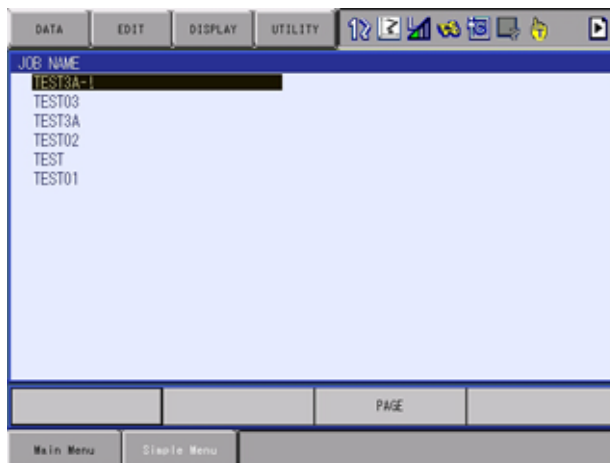 DATA EDIT DISPLAY UTILITY
JOB NAME
TEST3A-1
TEST03
TEST3A
TEST02
TEST
TEST01
PAGE
Main Menu Simple Menu